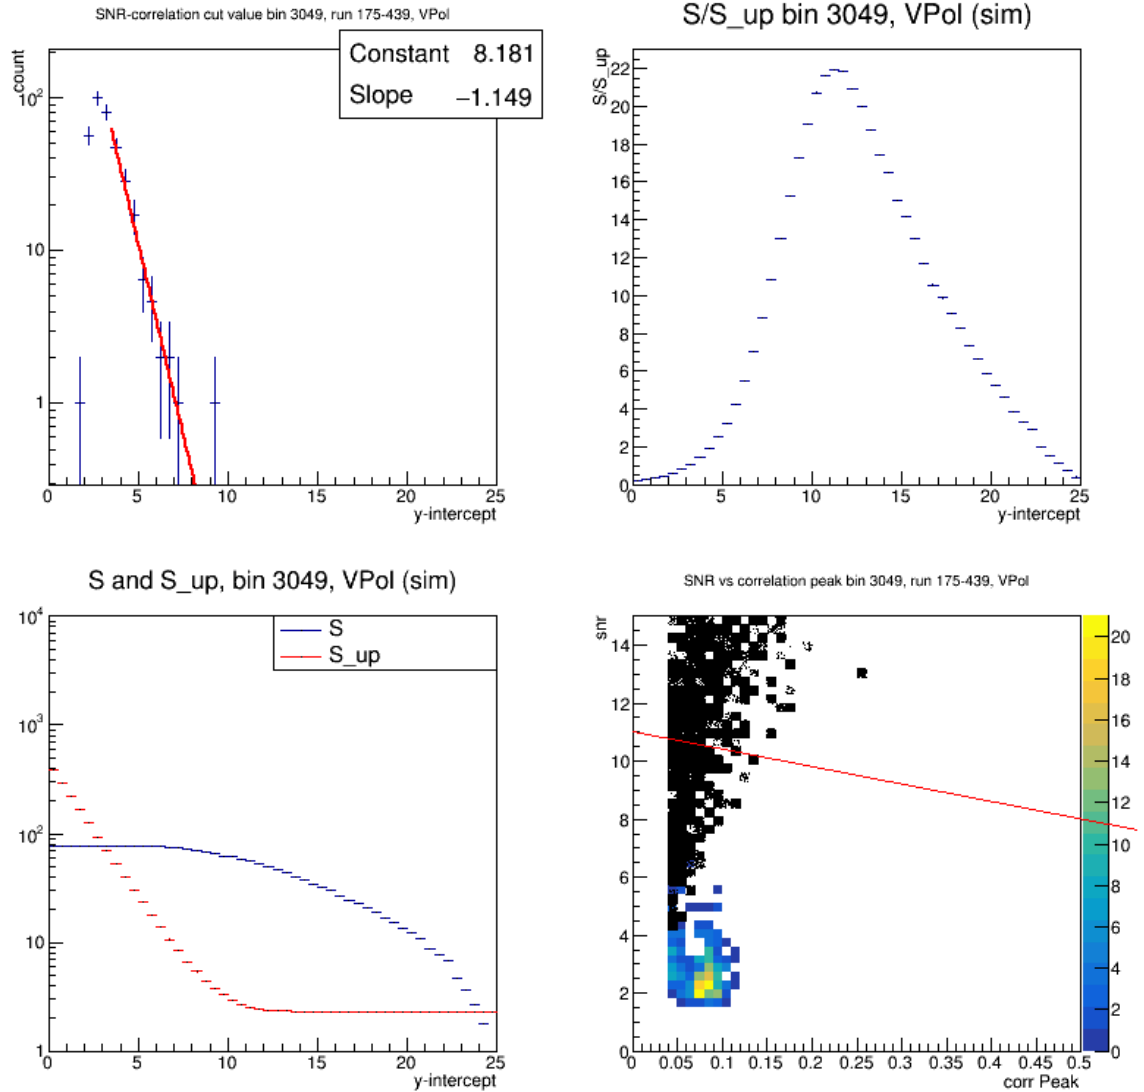 SNR-correlation cut value bin 3049, run 175-439, VPol
count
Constant 8.181
Slope −1.149
10²
10
1
0 5 10 15 20 25
y-intercept
S/S_up bin 3049, VPol (sim)
S/S_up
22
20
18
16
14
12
10
8
6
4
2
0
0 5 10 15 20 25
y-intercept
S and S_up, bin 3049, VPol (sim)
S
S_up
10⁴
10³
10²
10
1
0 5 10 15 20 25
y-intercept
SNR vs correlation peak bin 3049, run 175-439, VPol
snr
14
12
10
8
6
4
2
0
0 0.05 0.1 0.15 0.2 0.25 0.3 0.35 0.4 0.45 0.5
corr Peak
20
18
16
14
12
10
8
6
4
2
0